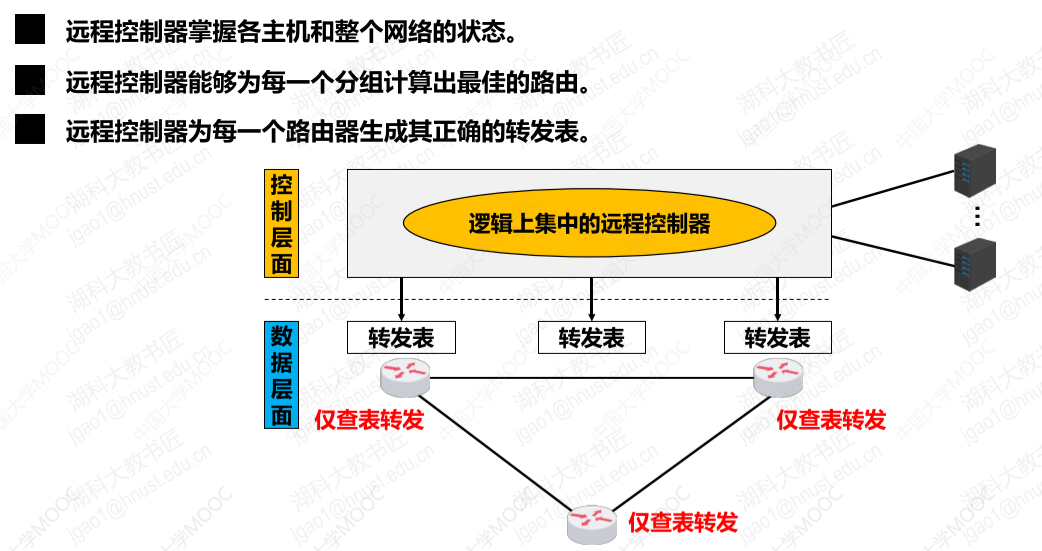 远程控制器掌握各主机和整个网络的状态。
远程控制器能够为每一个分组计算出最佳的路由。
远程控制器为每一个路由器生成其正确的转发表。
控制层面
逻辑上集中的远程控制器
数据层面
转发表
转发表
转发表
仅查表转发
仅查表转发
仅查表转发
中国大学MOOC
湖科大教书匠
jgao1@hnust.edu.cn